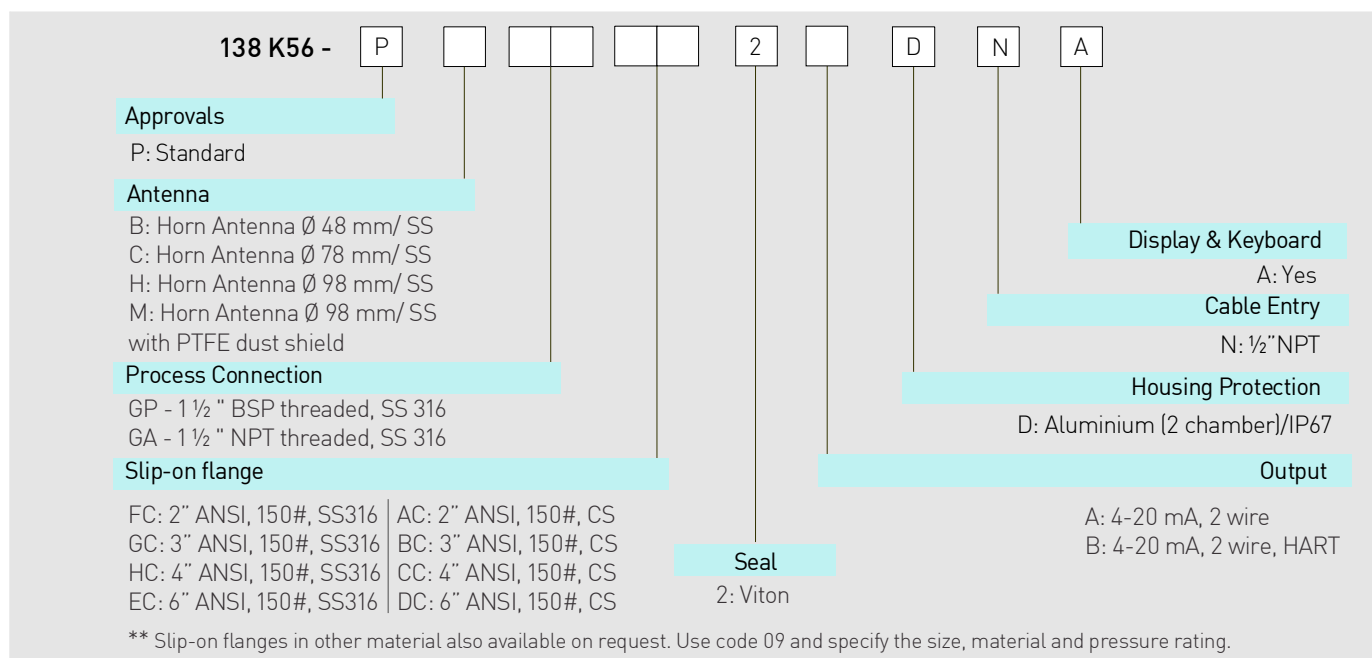 138 K56 - P 2 D N A
Approvals
P: Standard
Antenna
B: Horn Antenna Ø 48 mm/ SS
C: Horn Antenna Ø 78 mm/ SS
H: Horn Antenna Ø 98 mm/ SS
M: Horn Antenna Ø 98 mm/ SS
with PTFE dust shield
Process Connection
GP - 1 ½ " BSP threaded, SS 316
GA - 1 ½ " NPT threaded, SS 316
Slip-on flange
FC: 2” ANSI, 150#, SS316 AC: 2” ANSI, 150#, CS
GC: 3” ANSI, 150#, SS316 BC: 3” ANSI, 150#, CS
HC: 4” ANSI, 150#, SS316 CC: 4” ANSI, 150#, CS
EC: 6” ANSI, 150#, SS316 DC: 6” ANSI, 150#, CS
Seal
2: Viton
Display & Keyboard
A: Yes
Cable Entry
N: ½”NPT
Housing Protection
D: Aluminium (2 chamber)/IP67
Output
A: 4-20 mA, 2 wire
B: 4-20 mA, 2 wire, HART
** Slip-on flanges in other material also available on request. Use code 09 and specify the size, material and pressure rating.